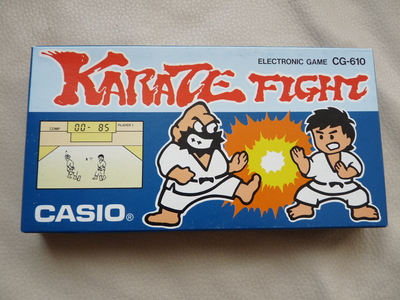 ELECTRONIC GAME CG-610
KARATE FIGHT
COMP. 00- 85 PLAYER 1
CASIO®